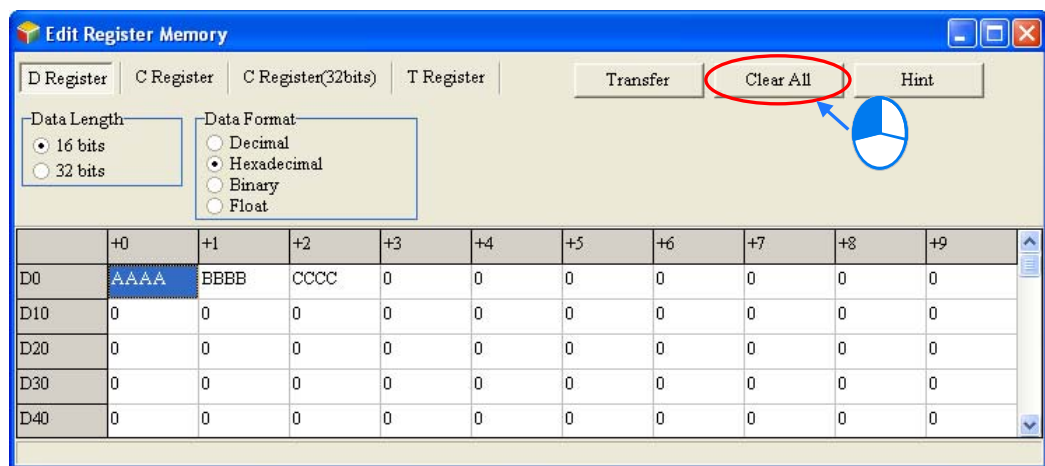 Edit Register Memory
D Register C Register C Register(32bits) T Register Transfer Clear All Hint
Data Length Data Format
16 bits Decimal
32 bits Hexadecimal
Binary
Float
+0 +1 +2 +3 +4 +5 +6 +7 +8 +9
D0 AAAA BBBB CCCC 0 0 0 0 0 0 0
D10 0 0 0 0 0 0 0 0 0 0
D20 0 0 0 0 0 0 0 0 0 0
D30 0 0 0 0 0 0 0 0 0 0
D40 0 0 0 0 0 0 0 0 0 0